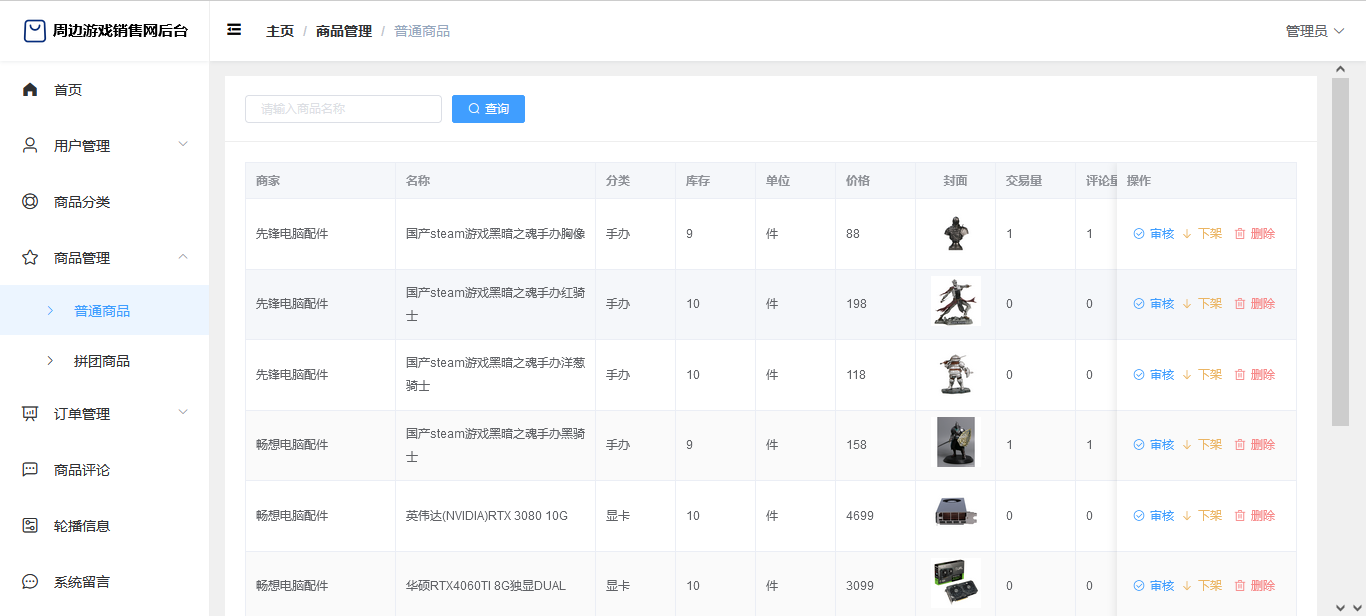 周边游戏销售网后台
主页 / 商品管理 / 普通商品
管理员
首页
用户管理
商品分类
商品管理
普通商品
拼团商品
订单管理
商品评论
轮播信息
系统留言
请输入商品名称
查询
商家 名称 分类 库存 单位 价格 封面 交易量 评论量 操作
先锋电脑配件 国产steam游戏黑暗之魂手办胸像 手办 9 件 88 1 1 审核 下架 删除
先锋电脑配件 国产steam游戏黑暗之魂手办红骑
士 手办 10 件 198 0 0 审核 下架 删除
先锋电脑配件 国产steam游戏黑暗之魂手办洋葱
骑士 手办 10 件 118 0 0 审核 下架 删除
畅想电脑配件 国产steam游戏黑暗之魂手办黑骑
士 手办 9 件 158 1 1 审核 下架 删除
畅想电脑配件 英伟达(NVIDIA)RTX 3080 10G 显卡 10 件 4699 0 0 审核 下架 删除
畅想电脑配件 华硕RTX4060TI 8G独显DUAL 显卡 10 件 3099 0 0 审核 下架 删除